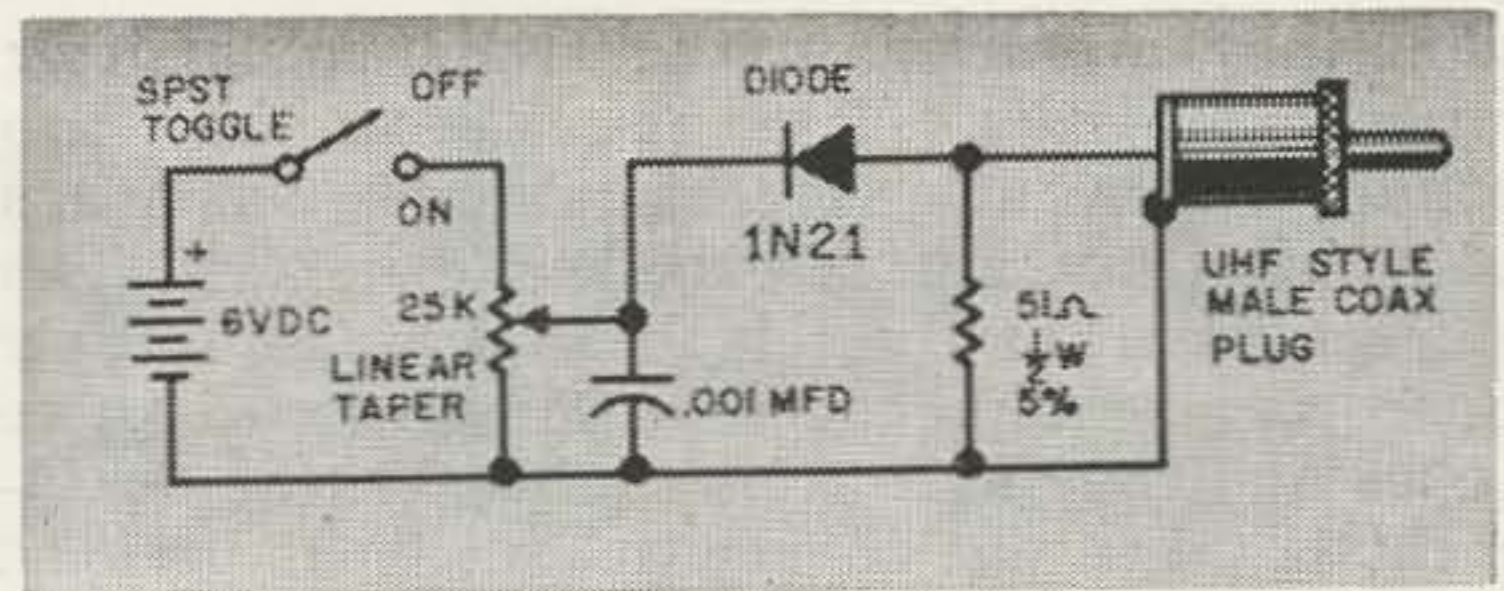 SPST
TOGGLE
OFF
ON
+
6VDC
25K
LINEAR
TAPER
.001 MFD
DIODE
1N21
51Ω
½ W
5%
UHF STYLE
MALE COAX
PLUG